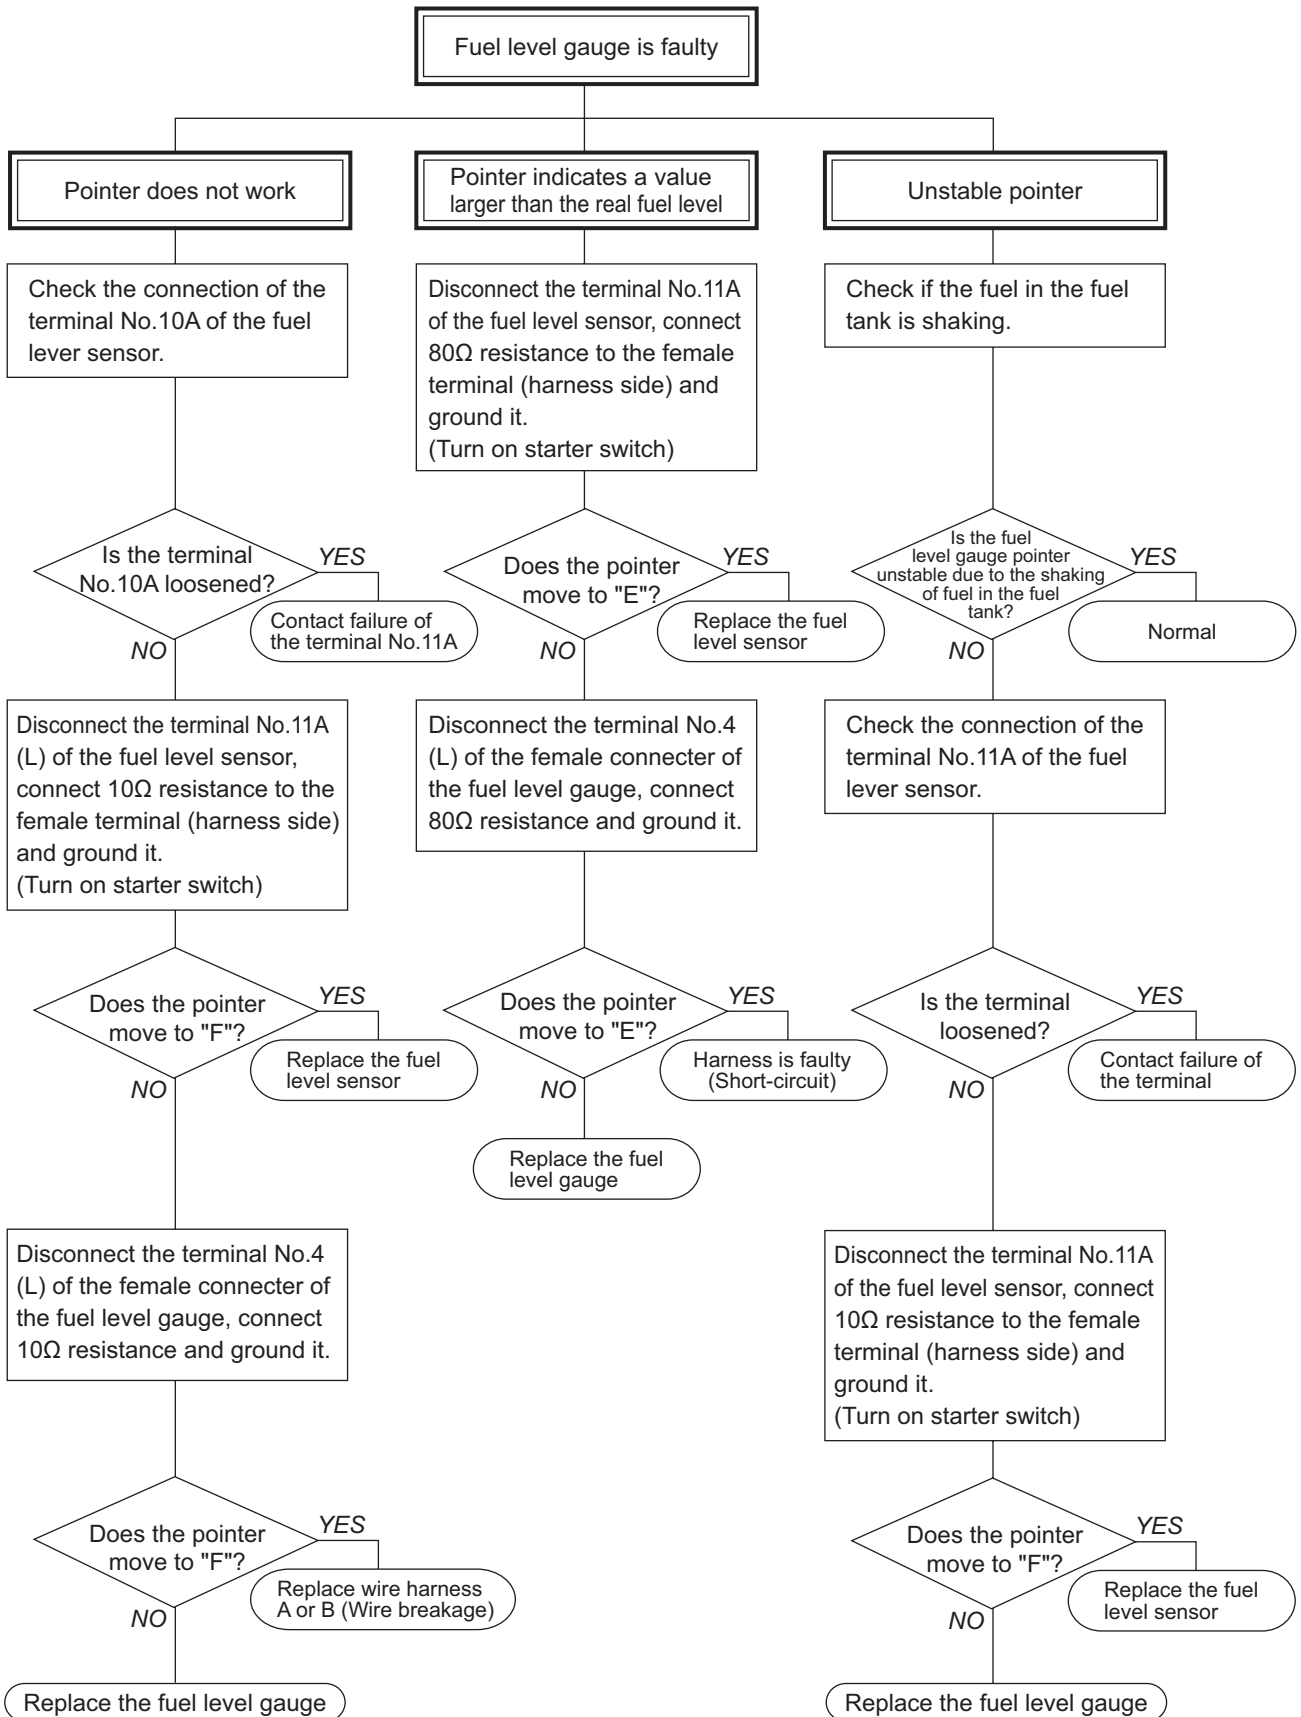 Fuel level gauge is faulty
Pointer does not work
Pointer indicates a value
larger than the real fuel level
Unstable pointer
Check the connection of the
terminal No.10A of the fuel
lever sensor.
Disconnect the terminal No.11A
of the fuel level sensor, connect
80Ω resistance to the female
terminal (harness side) and
ground it.
(Turn on starter switch)
Check if the fuel in the fuel
tank is shaking.
Is the terminal
No.10A loosened?
YES
Contact failure of
the terminal No.11A
NO
Does the pointer
move to "E"?
YES
Replace the fuel
level sensor
NO
Is the fuel
level gauge pointer
unstable due to the shaking
of fuel in the fuel
tank?
YES
Normal
NO
Disconnect the terminal No.11A
(L) of the fuel level sensor,
connect 10Ω resistance to the
female terminal (harness side)
and ground it.
(Turn on starter switch)
Disconnect the terminal No.4
(L) of the female connecter of
the fuel level gauge, connect
80Ω resistance and ground it.
Check the connection of the
terminal No.11A of the fuel
lever sensor.
Does the pointer
move to "F"?
YES
Replace the fuel
level sensor
NO
Does the pointer
move to "E"?
YES
Harness is faulty
(Short-circuit)
NO
Replace the fuel
level gauge
Is the terminal
loosened?
YES
Contact failure of
the terminal
NO
Disconnect the terminal No.4
(L) of the female connecter of
the fuel level gauge, connect
10Ω resistance and ground it.
Disconnect the terminal No.11A
of the fuel level sensor, connect
10Ω resistance to the female
terminal (harness side) and
ground it.
(Turn on starter switch)
Does the pointer
move to "F"?
YES
Replace wire harness
A or B (Wire breakage)
NO
Replace the fuel level gauge
Does the pointer
move to "F"?
YES
Replace the fuel
level sensor
NO
Replace the fuel level gauge